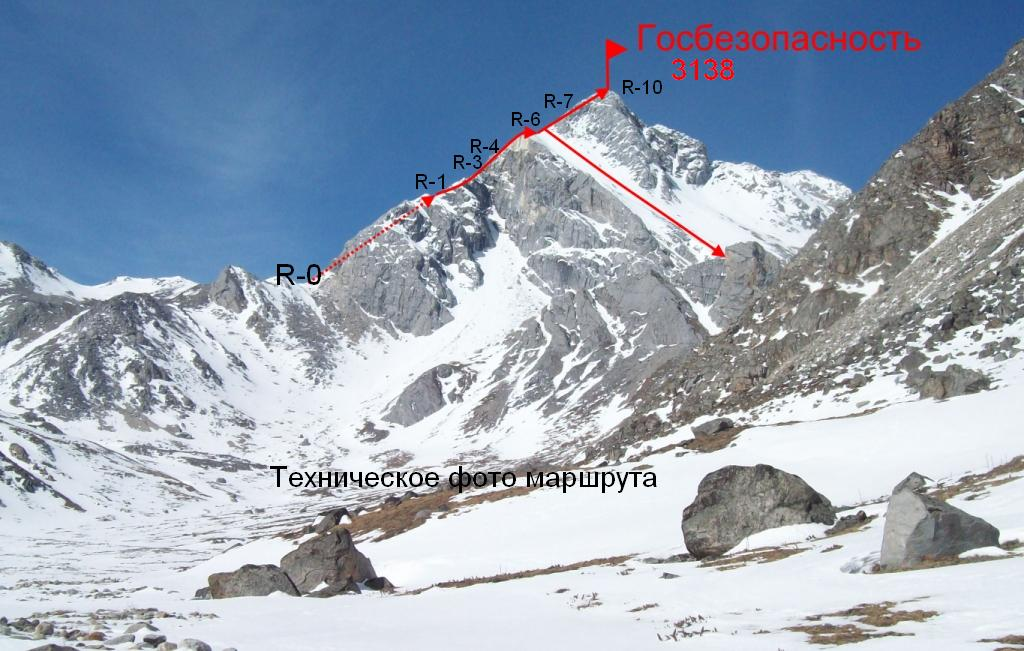 Госбезопасность
3138
R-10
R-7
R-6
R-4
R-3
R-1
R-0
Техническое фото маршрута